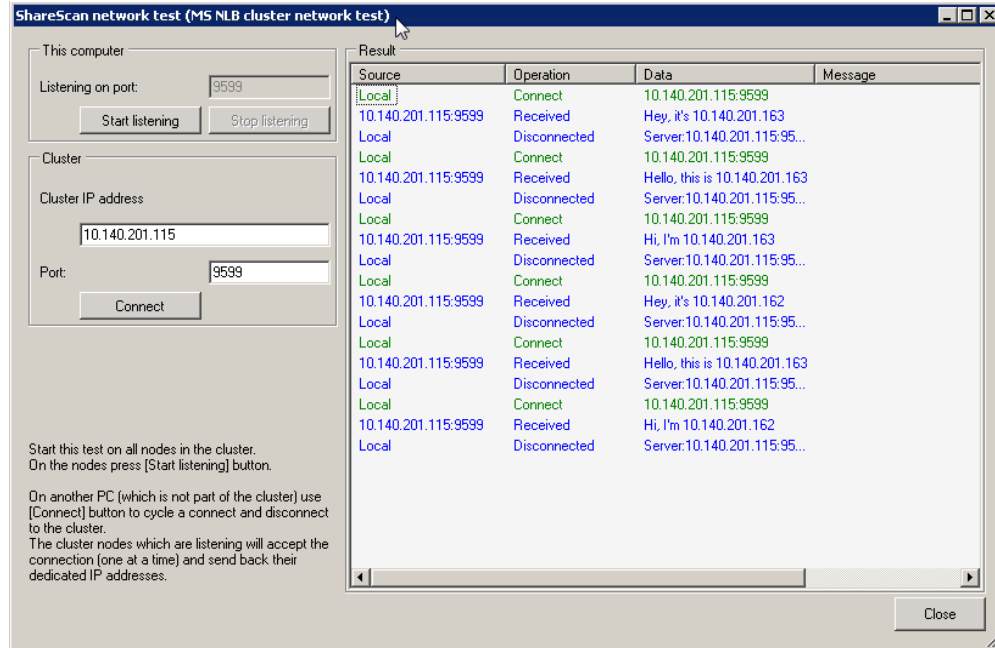 ShareScan network test (MS NLB cluster network test)
This computer
Listening on port: 9599
Start listening Stop listening
Cluster
Cluster IP address
10.140.201.115
Port: 9599
Connect
Start this test on all nodes in the cluster.
On the nodes press [Start listening] button.
On another PC (which is not part of the cluster) use
[Connect] button to cycle a connect and disconnect
to the cluster.
The cluster nodes which are listening will accept the
connection (one at a time) and send back their
dedicated IP addresses.
Result
Source Operation Data Message
Local Connect 10.140.201.115:9599
10.140.201.115:9599 Received Hey, it's 10.140.201.163
Local Disconnected Server:10.140.201.115:95...
Local Connect 10.140.201.115:9599
10.140.201.115:9599 Received Hello, this is 10.140.201.163
Local Disconnected Server:10.140.201.115:95...
Local Connect 10.140.201.115:9599
10.140.201.115:9599 Received Hi, I'm 10.140.201.163
Local Disconnected Server:10.140.201.115:95...
Local Connect 10.140.201.115:9599
10.140.201.115:9599 Received Hey, it's 10.140.201.162
Local Disconnected Server:10.140.201.115:95...
Local Connect 10.140.201.115:9599
10.140.201.115:9599 Received Hello, this is 10.140.201.163
Local Disconnected Server:10.140.201.115:95...
Local Connect 10.140.201.115:9599
10.140.201.115:9599 Received Hi, I'm 10.140.201.162
Local Disconnected Server:10.140.201.115:95...
Close